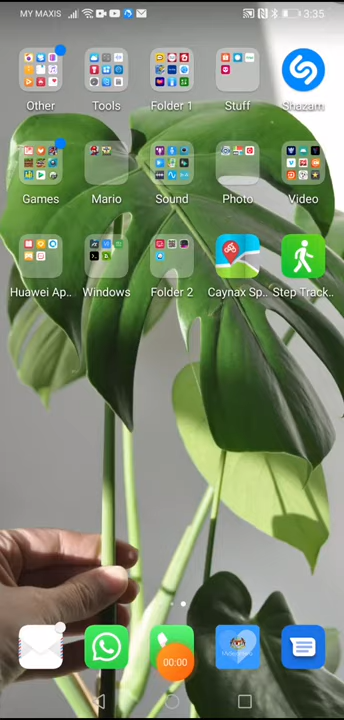 MY MAXIS
3:35
Other Tools Folder 1 Stuff Shazam
Games Mario Sound Photo Video
Huawei Ap.. Windows Folder 2 Caynax Sp.. Step Track..
00:00